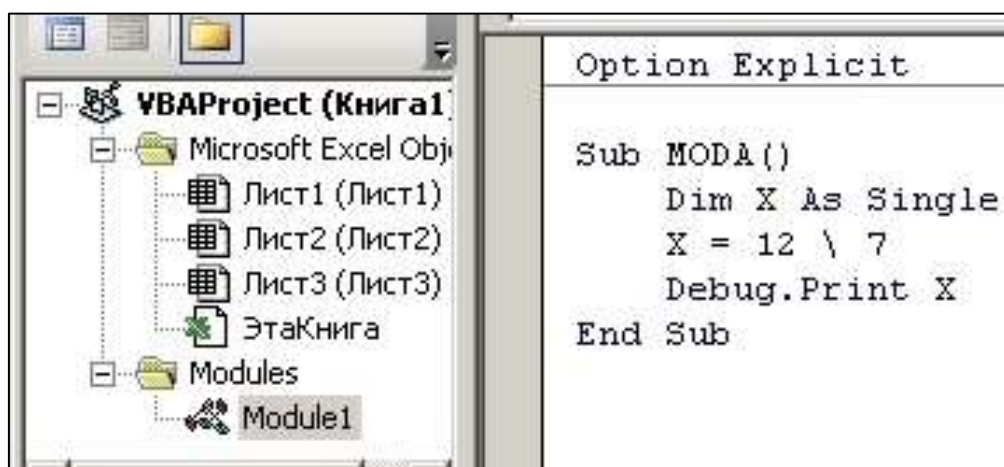 VBAProject (Книга1)
Microsoft Excel Obj
Лист1 (Лист1)
Лист2 (Лист2)
Лист3 (Лист3)
ЭтаКнига
Modules
Module1
Option Explicit
Sub MODA()
Dim X As Single
X = 12 \ 7
Debug.Print X
End Sub